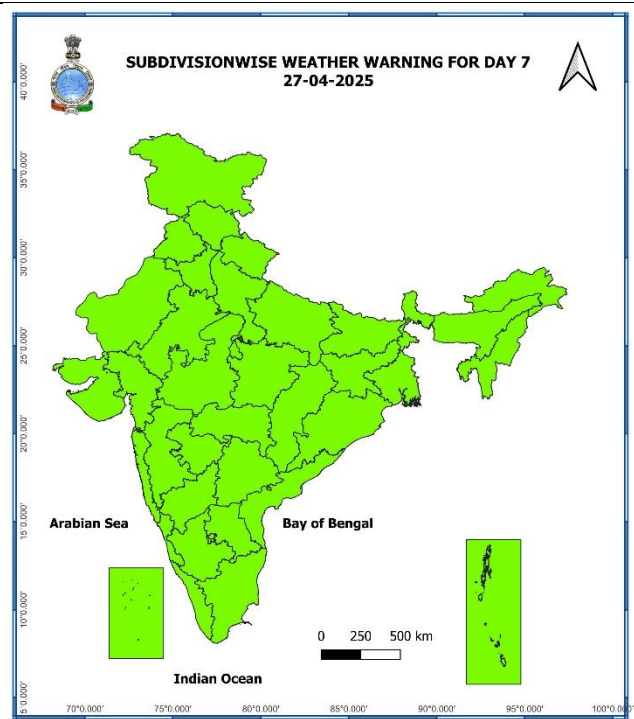 SUBDIVISIONWISE WEATHER WARNING FOR DAY 7
27-04-2025
40°0.000'
35°0.000'
30°0.000'
25°0.000'
20°0.000'
15°0.000'
10°0.000'
5°0.000'
Arabian Sea
Bay of Bengal
0 250 500 km
Indian Ocean
70°0.000' 75°0.000' 80°0.000' 85°0.000' 90°0.000' 95°0.000' 100°0.000'